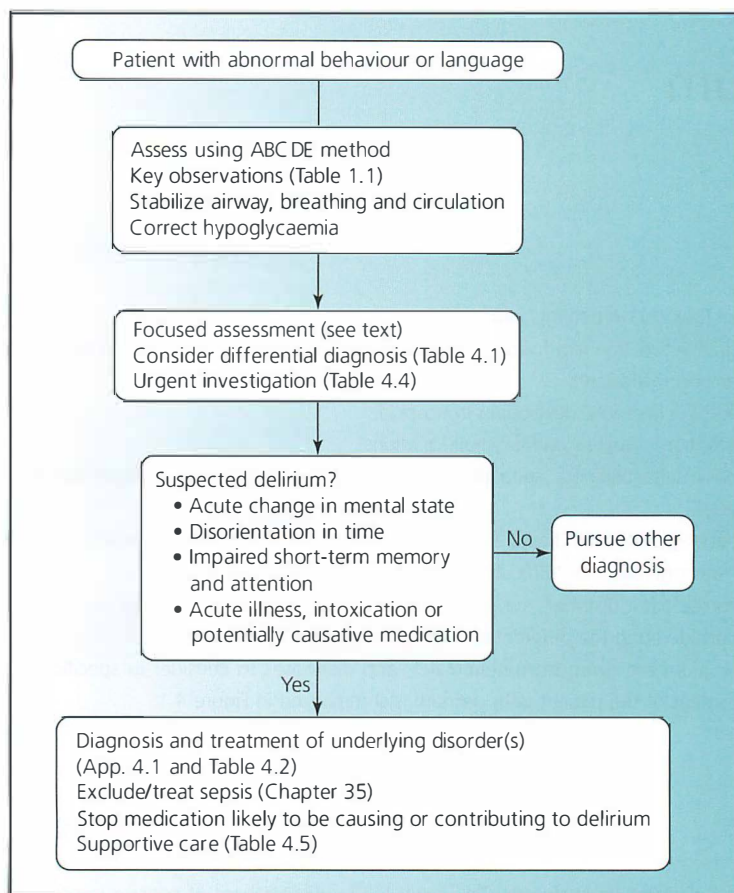 Patient with abnormal behaviour or language
Assess using ABCDE method
Key observations (Table 1.1)
Stabilize airway, breathing and circulation
Correct hypoglycaemia
Focused assessment (see text)
Consider differential diagnosis (Table 4.1)
Urgent investigation (Table 4.4)
Suspected delirium?
• Acute change in mental state
• Disorientation in time
• Impaired short-term memory
and attention
• Acute illness, intoxication or
potentially causative medication
No
Pursue other
diagnosis
Yes
Diagnosis and treatment of underlying disorder(s)
(App. 4.1 and Table 4.2)
Exclude/treat sepsis (Chapter 35)
Stop medication likely to be causing or contributing to delirium
Supportive care (Table 4.5)